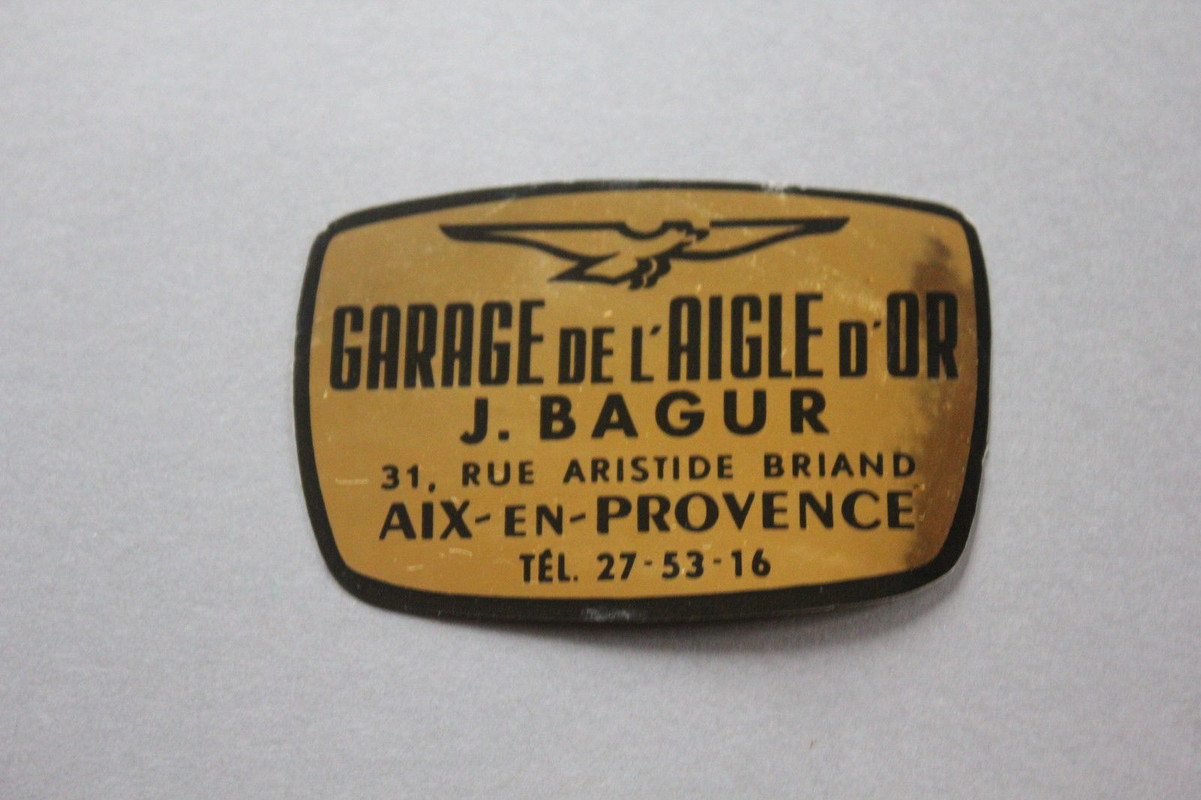 GARAGE DE L'AIGLE D'OR
J. BAGUR
31, RUE ARISTIDE BRIAND
AIX-EN-PROVENCE
TÉL. 27-53-16